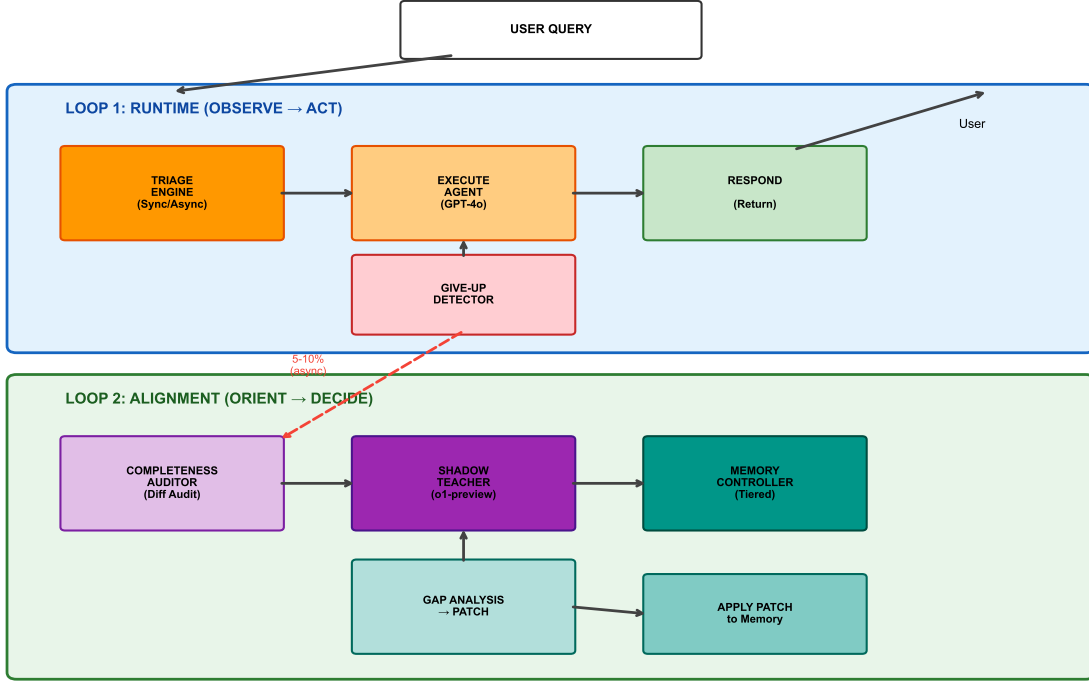 USER QUERY
LOOP 1: RUNTIME (OBSERVE → ACT)
User
TRIAGE
ENGINE
(Sync/Async)
EXECUTE
AGENT
(GPT-4o)
RESPOND
(Return)
GIVE-UP
DETECTOR
5-10%
(async)
LOOP 2: ALIGNMENT (ORIENT → DECIDE)
COMPLETENESS
AUDITOR
(Diff Audit)
SHADOW
TEACHER
(o1-preview)
MEMORY
CONTROLLER
(Tiered)
GAP ANALYSIS
→ PATCH
APPLY PATCH
to Memory